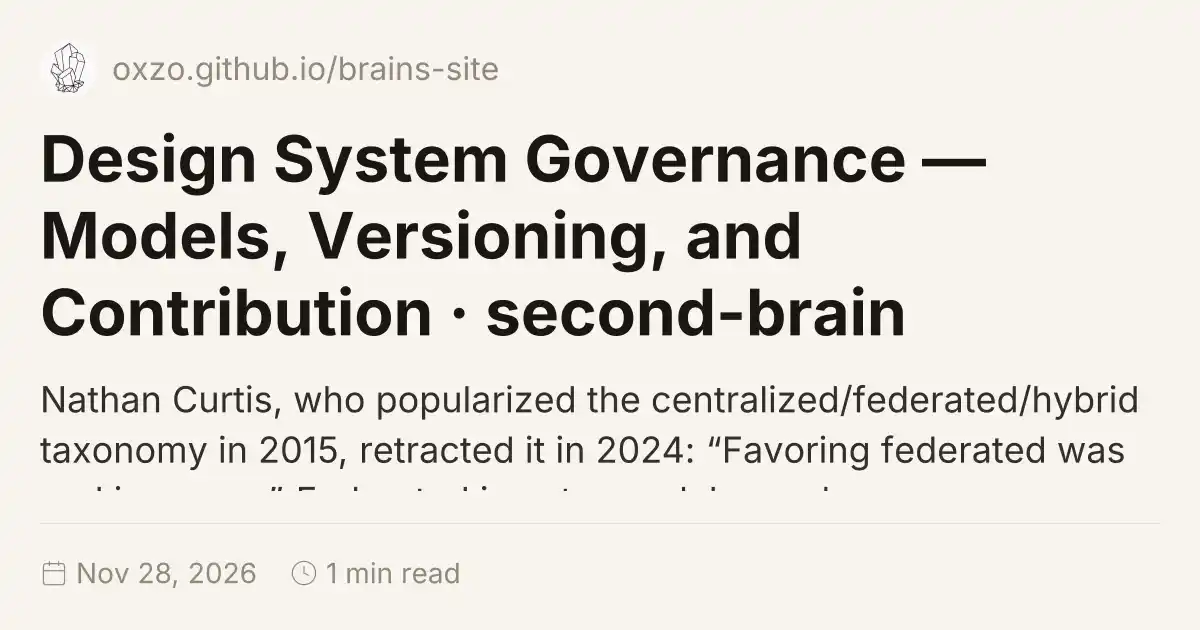 oxzo.github.io/brains-site
Design System Governance —
Models, Versioning, and
Contribution · second-brain
Nathan Curtis, who popularized the centralized/federated/hybrid
taxonomy in 2015, retracted it in 2024: “Favoring federated was
Nov 28, 2026
1 min read